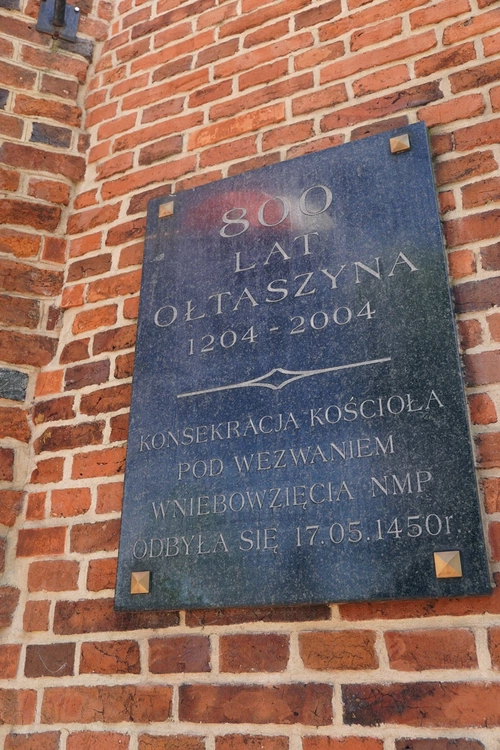 800
LAT
OŁTASZYNA
1204 - 2004
KONSEKRACJA KOŚCIOŁA
POD WEZWANIEM
WNIEBOWZIĘCIA NMP
ODBYŁA SIĘ 17.05.1450r.